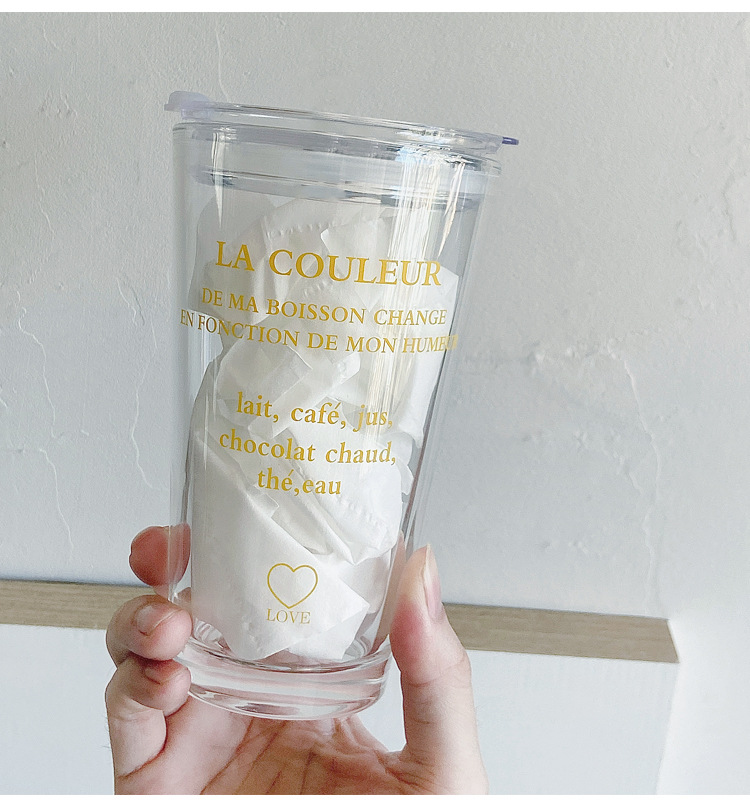 LA COULEUR
DE MA BOISSON CHANGE
EN FONCTION DE MON
lait, café, jus,
chocolat chaud,
thé,eau
LOVE